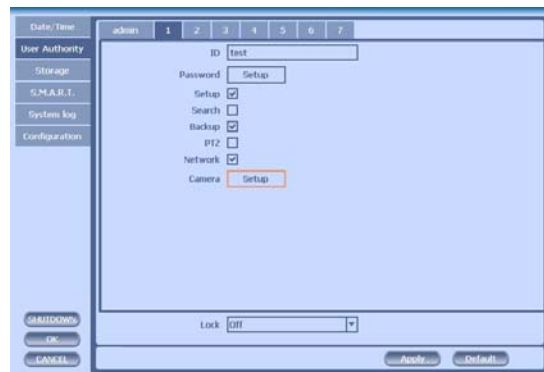 Date/Time
User Authority
Storage
S.M.A.R.T.
System log
Configuration
SHUTDOWN
OK
CANCEL
admin 1 2 3 4 5 6 7
ID test
Password Setup
Setup
Search
Backup
PTZ
Network
Camera Setup
Lock Off
Apply Default